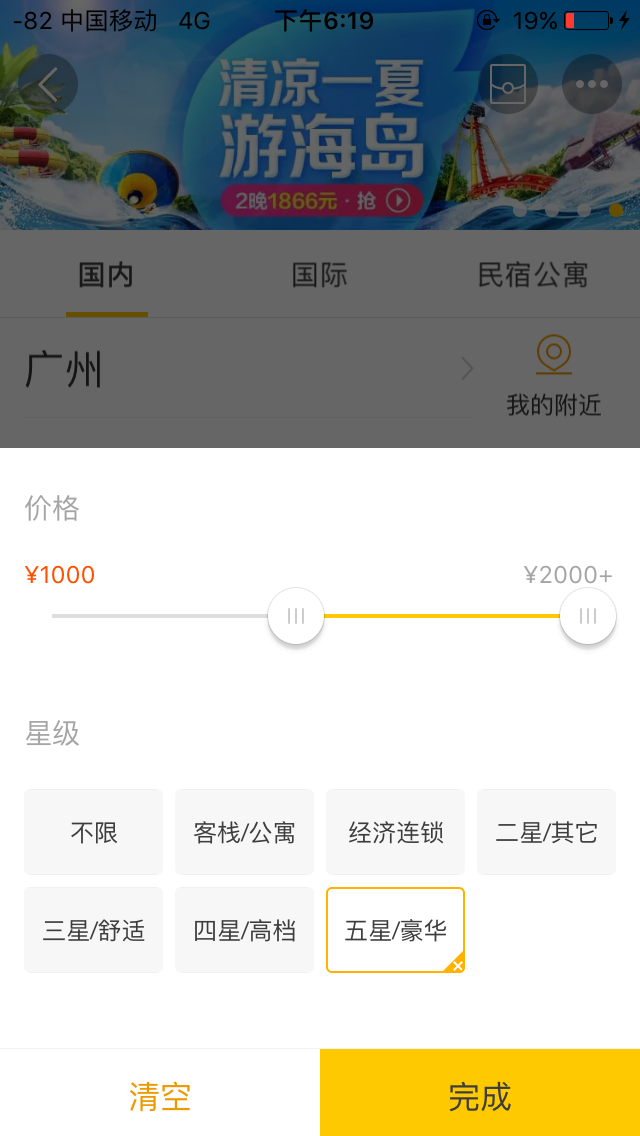 -82 中国移动 4G 下午6:19 19%
清凉一夏
游海岛
2晚1866元·抢
国内 国际 民宿公寓
广州
我的附近
价格
¥1000 ¥2000+
星级
不限 客栈/公寓 经济连锁 二星/其它
三星/舒适 四星/高档 五星/豪华
清空 完成